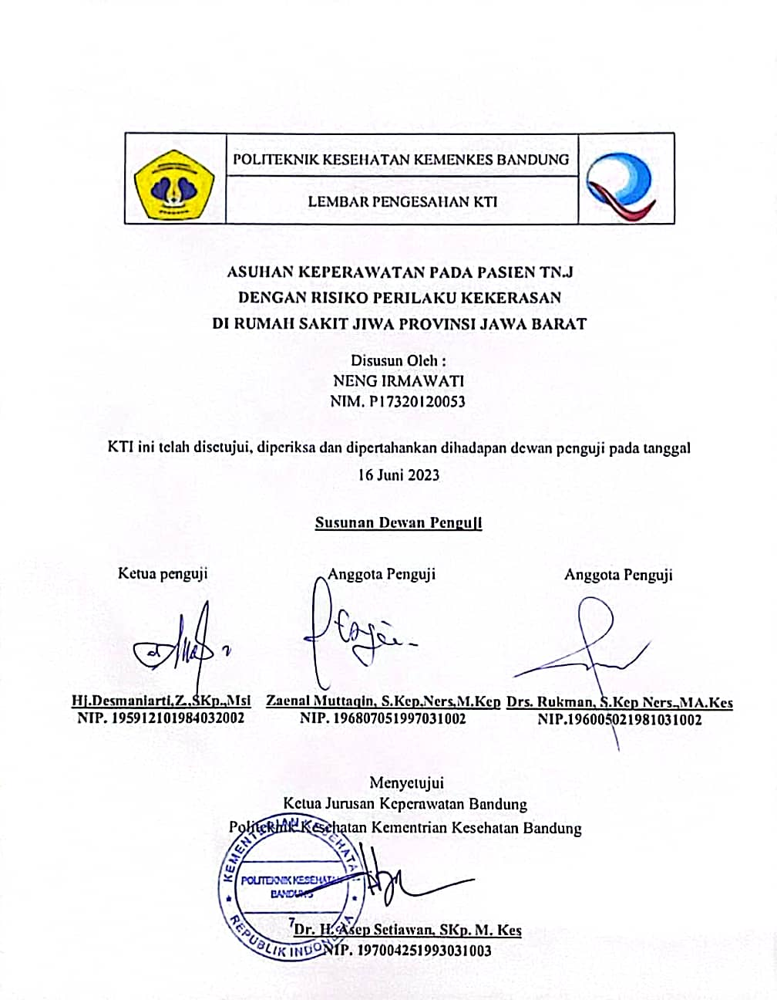 POLITEKNIK KESEHATAN KEMENKES BANDUNG
LEMBAR PENGESAHAN KTI
ASUHAN KEPERAWATAN PADA PASIEN TN.J
DENGAN RISIKO PERILAKU KEKERASAN
DI RUMAH SAKIT JIWA PROVINSI JAWA BARAT
Disusun Oleh :
NENG IRMAWATI
NIM. P17320120053
KTI ini telah disetujui, diperiksa dan dipertahankan dihadapan dewan penguji pada tanggal
16 Juni 2023
Susunan Dewan Penguji
Ketua penguji Anggota Penguji Anggota Penguji
Hj.Desmaniarti,Z.,SKp.,Msi Zaenal Muttaqin, S.Kep,Ners,M.Kep Drs. Rukman, S.Kep Ners.,MA.Kes
NIP. 195912101984032002 NIP. 196807051997031002 NIP.196005021981031002
Menyetujui
Ketua Jurusan Keperawatan Bandung
Politeknik Kesehatan Kementrian Kesehatan Bandung
KEMENTERIAN KESEHATAN
POLITEKNIK KESEHATAN
BANDUNG
7
REPUBLIK INDONESIA
Dr. H. Asep Setiawan, SKp. M. Kes
NIP. 197004251993031003